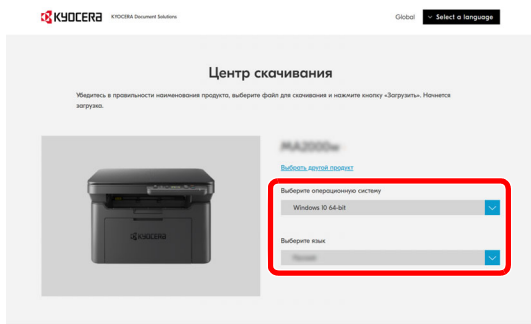 KYOCERA KYOCERA Document Solutions Global Select a language
Центр скачивания
Убедитесь в правильности наименования продукта, выберите файл для скачивания и нажмите кнопку «Загрузить». Начнется
загрузка.
MA2000w
Выбрать другой продукт
Выберите операционную систему
Windows 10 64-bit
KYOCERA
Выберите язык